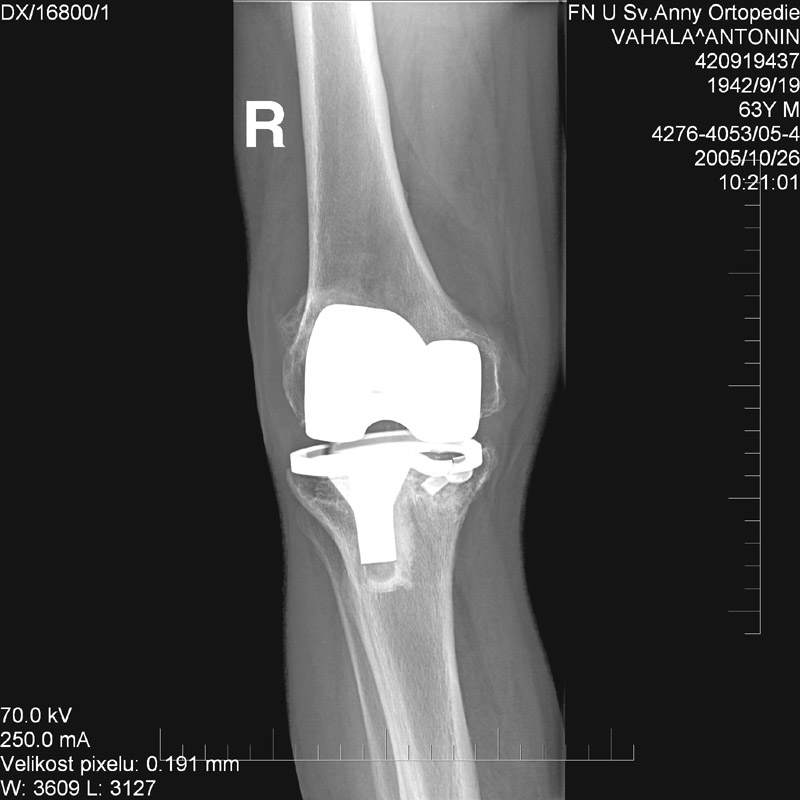 DX/16800/1
FN U Sv.Anny Ortopedie
VAHALA^ANTONIN
420919437
1942/9/19
63Y M
4276-4053/05-4
2005/10/26
10:21:01
R
70.0 kV
250.0 mA
Velikost pixelu: 0.191 mm
W: 3609 L: 3127